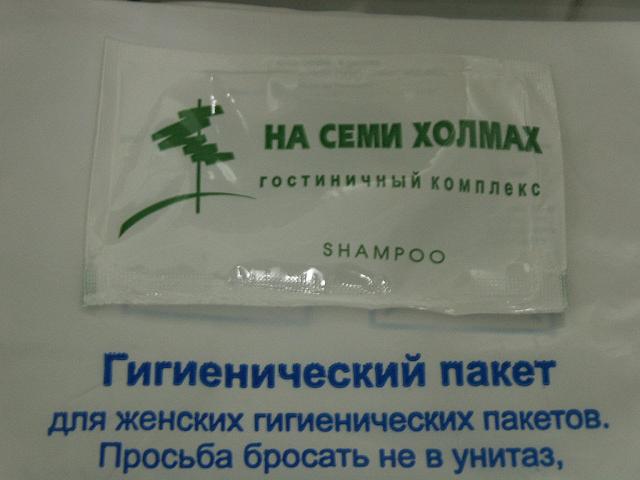 НА СЕМИ ХОЛМАХ
гостиничный комплекс
SHAMPOO
Гигиенический пакет
для женских гигиенических пакетов.
Просьба бросать не в унитаз,